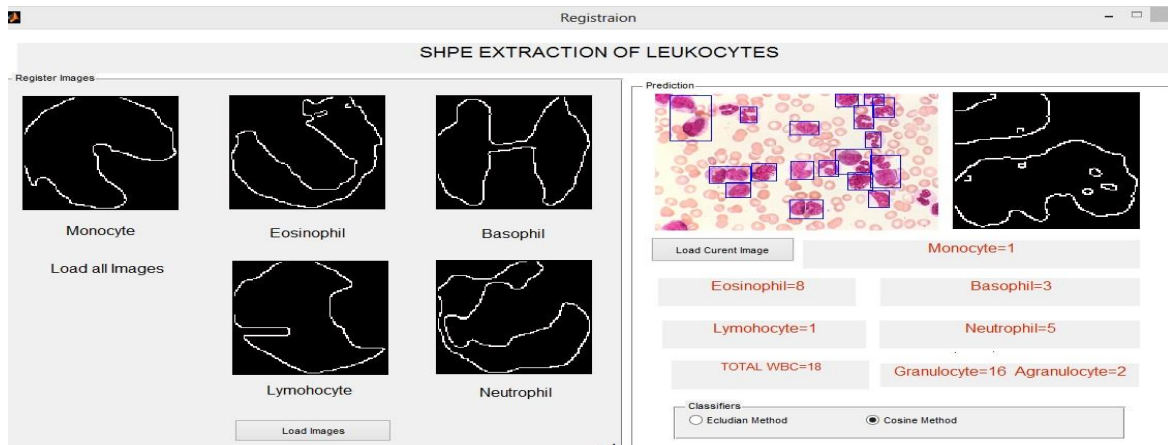 Registraion
SHPE EXTRACTION OF LEUKOCYTES
Register Images
Monocyte
Eosinophil
Basophil
Load all Images
Lymohocyte
Neutrophil
Load Images
Prediction
Load Curent Image
Monocyte=1
Eosinophil=8
Basophil=3
Lymohocyte=1
Neutrophil=5
TOTAL WBC=18
Granulocyte=16 Agranulocyte=2
Classifiers
Ecludian Method
Cosine Method